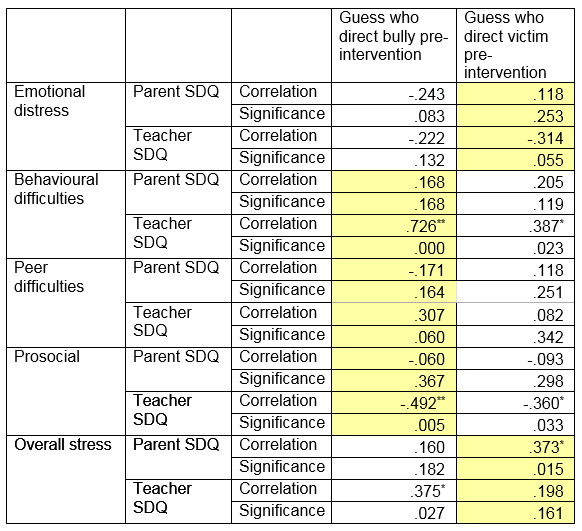 Guess who direct bully pre-intervention | Guess who direct victim pre-intervention
Emotional distress | Parent SDQ | Correlation | -.243 | .118
Significance | .083 | .253
Teacher SDQ | Correlation | -.222 | -.314
Significance | .132 | .055
Behavioural difficulties | Parent SDQ | Correlation | .168 | .205
Significance | .168 | .119
Teacher SDQ | Correlation | .726** | .387*
Significance | .000 | .023
Peer difficulties | Parent SDQ | Correlation | -.171 | .118
Significance | .164 | .251
Teacher SDQ | Correlation | .307 | .082
Significance | .060 | .342
Prosocial | Parent SDQ | Correlation | -.060 | -.093
Significance | .367 | .298
Teacher SDQ | Correlation | -.492** | -.360*
Significance | .005 | .033
Overall stress | Parent SDQ | Correlation | .160 | .373*
Significance | .182 | .015
Teacher SDQ | Correlation | .375* | .198
Significance | .027 | .161